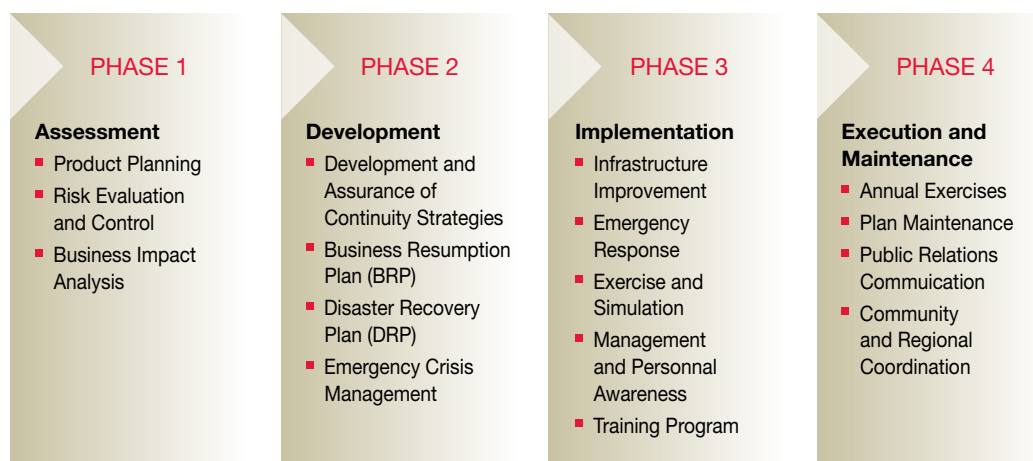 PHASE 1
Assessment
Product Planning
Risk Evaluation
and Control
Business Impact
Analysis
PHASE 2
Development
Development and
Assurance of
Continuity Strategies
Business Resumption
Plan (BRP)
Disaster Recovery
Plan (DRP)
Emergency Crisis
Management
PHASE 3
Implementation
Infrastructure
Improvement
Emergency
Response
Exercise and
Simulation
Management
and Personnal
Awareness
Training Program
PHASE 4
Execution and
Maintenance
Annual Exercises
Plan Maintenance
Public Relations
Commuication
Community
and Regional
Coordination